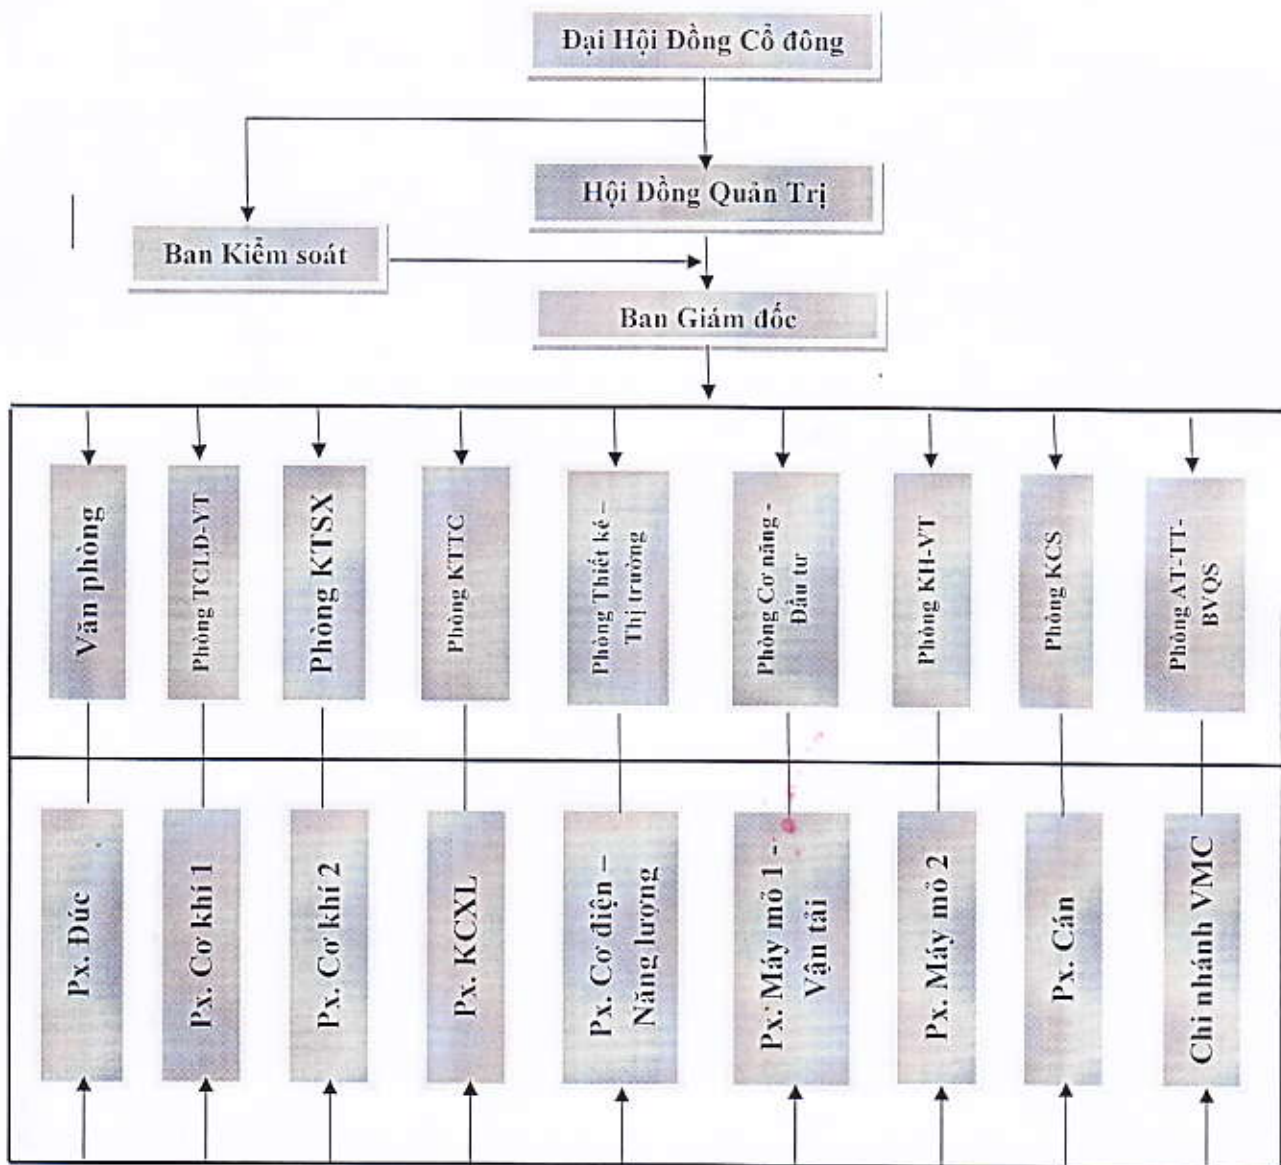 Đại Hội Đồng Cổ đông
Hội Đồng Quản Trị
Ban Kiểm soát
Ban Giám đốc
Văn phòng
Phòng TCLD-YT
Phòng KTSX
Phòng KTTC
Phòng Thiết kế –
Thị trường
Phòng Cơ năng -
Đầu tư
Phòng KH-VT
Phòng KCS
Phòng AT-TT-
BVQS
Px. Đúc
Px. Cơ khí 1
Px. Cơ khí 2
Px. KCXL
Px. Cơ điện –
Năng lượng
Px. Máy mỏ 1 -
Vận tải
Px. Máy mỏ 2
Px. Cán
Chi nhánh VMC